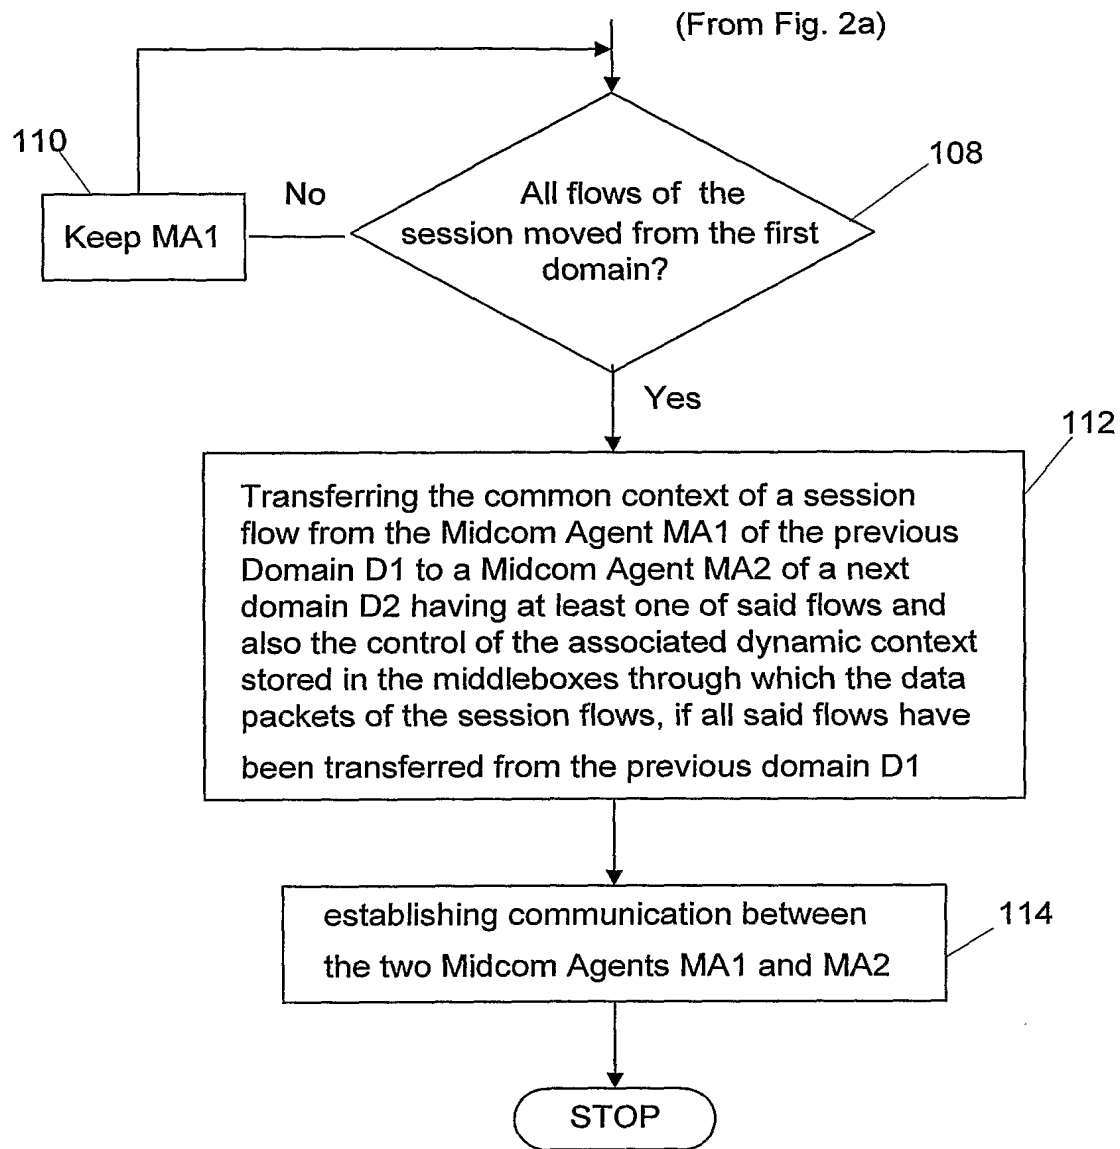 (From Fig. 2a)
110
108
No
All flows of the
session moved from the first
domain?
Keep MA1
Yes
112
Transferring the common context of a session
flow from the Midcom Agent MA1 of the previous
Domain D1 to a Midcom Agent MA2 of a next
domain D2 having at least one of said flows and
also the control of the associated dynamic context
stored in the middleboxes through which the data
packets of the session flows, if all said flows have
been transferred from the previous domain D1
establishing communication between
the two Midcom Agents MA1 and MA2
114
STOP